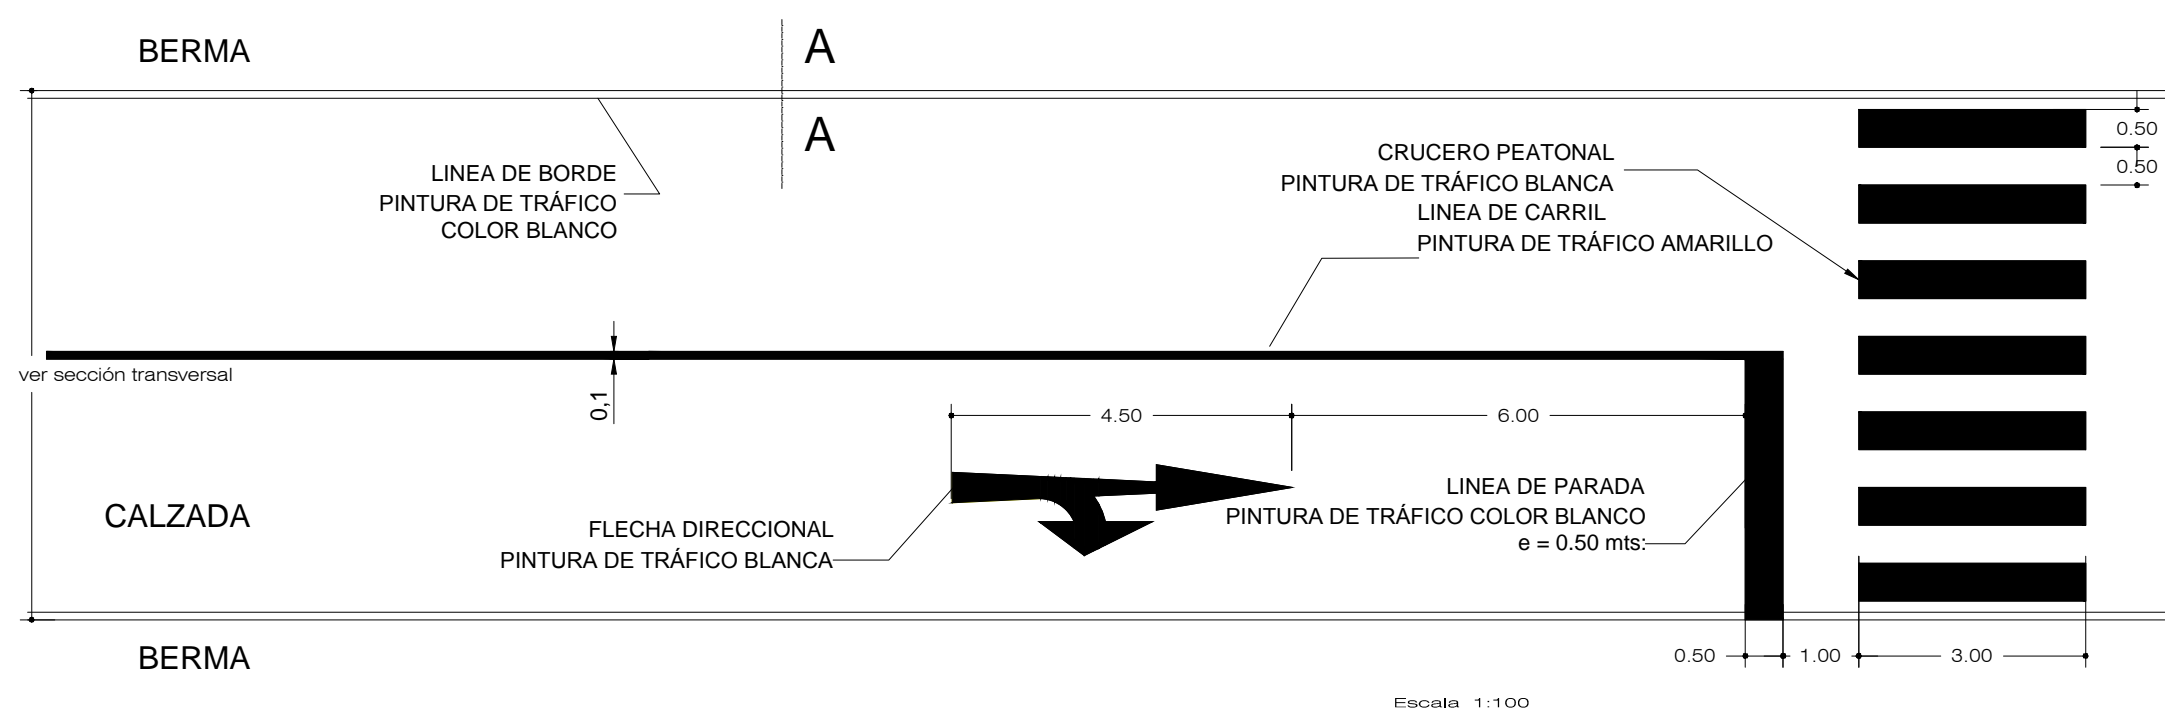 BERMA
A
A
0.50
0.50
LINEA DE BORDE
PINTURA DE TRÁFICO
COLOR BLANCO
CRUCERO PEATONAL
PINTURA DE TRÁFICO BLANCA
LINEA DE CARRIL
PINTURA DE TRÁFICO AMARILLO
ver sección transversal
0,1
4.50
6.00
CALZADA
FLECHA DIRECCIONAL
PINTURA DE TRÁFICO BLANCA
LINEA DE PARADA
PINTURA DE TRÁFICO COLOR BLANCO
e = 0.50 mts:
BERMA
0.50
1.00
3.00
Escala 1:100